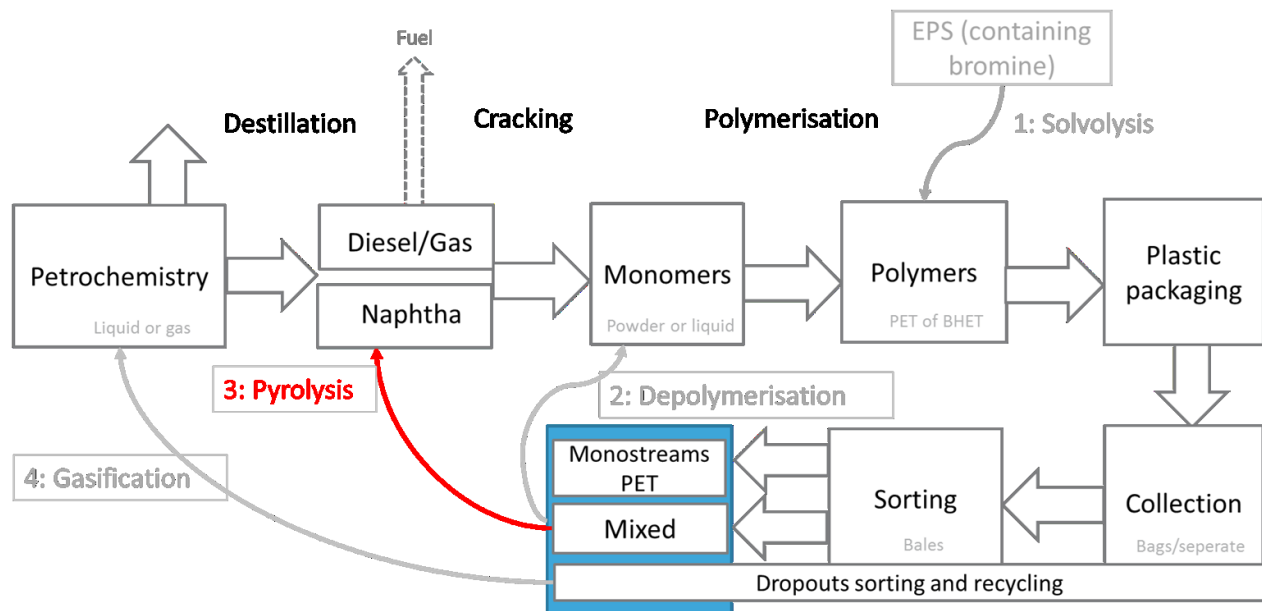 Fuel
EPS (containing
bromine)
Destillation
Cracking
Polymerisation
1: Solvolysis
Petrochemistry
Liquid or gas
Diesel/Gas
Naphtha
Monomers
Powder or liquid
Polymers
PET of BHET
Plastic
packaging
3: Pyrolysis
2: Depolymerisation
4: Gasification
Monostreams
PET
Mixed
Sorting
Bales
Collection
Bags/seperate
Dropouts sorting and recycling